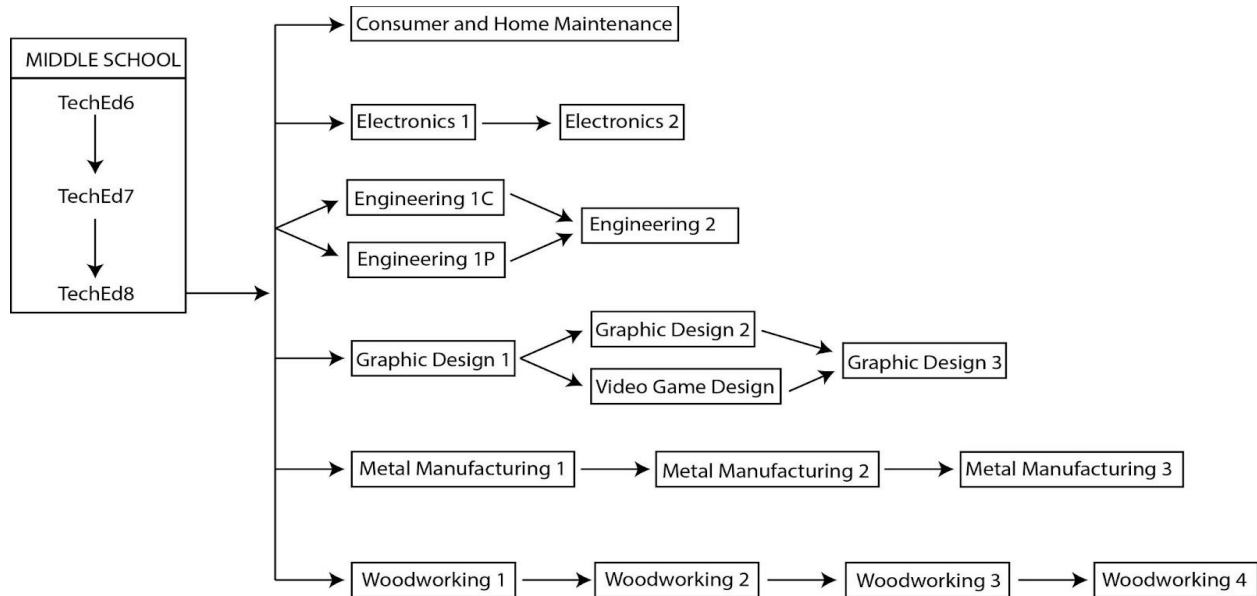 Consumer and Home Maintenance
MIDDLE SCHOOL
TechEd6
TechEd7
TechEd8
Electronics 1
Electronics 2
Engineering 1C
Engineering 1P
Engineering 2
Graphic Design 1
Graphic Design 2
Video Game Design
Graphic Design 3
Metal Manufacturing 1
Metal Manufacturing 2
Metal Manufacturing 3
Woodworking 1
Woodworking 2
Woodworking 3
Woodworking 4